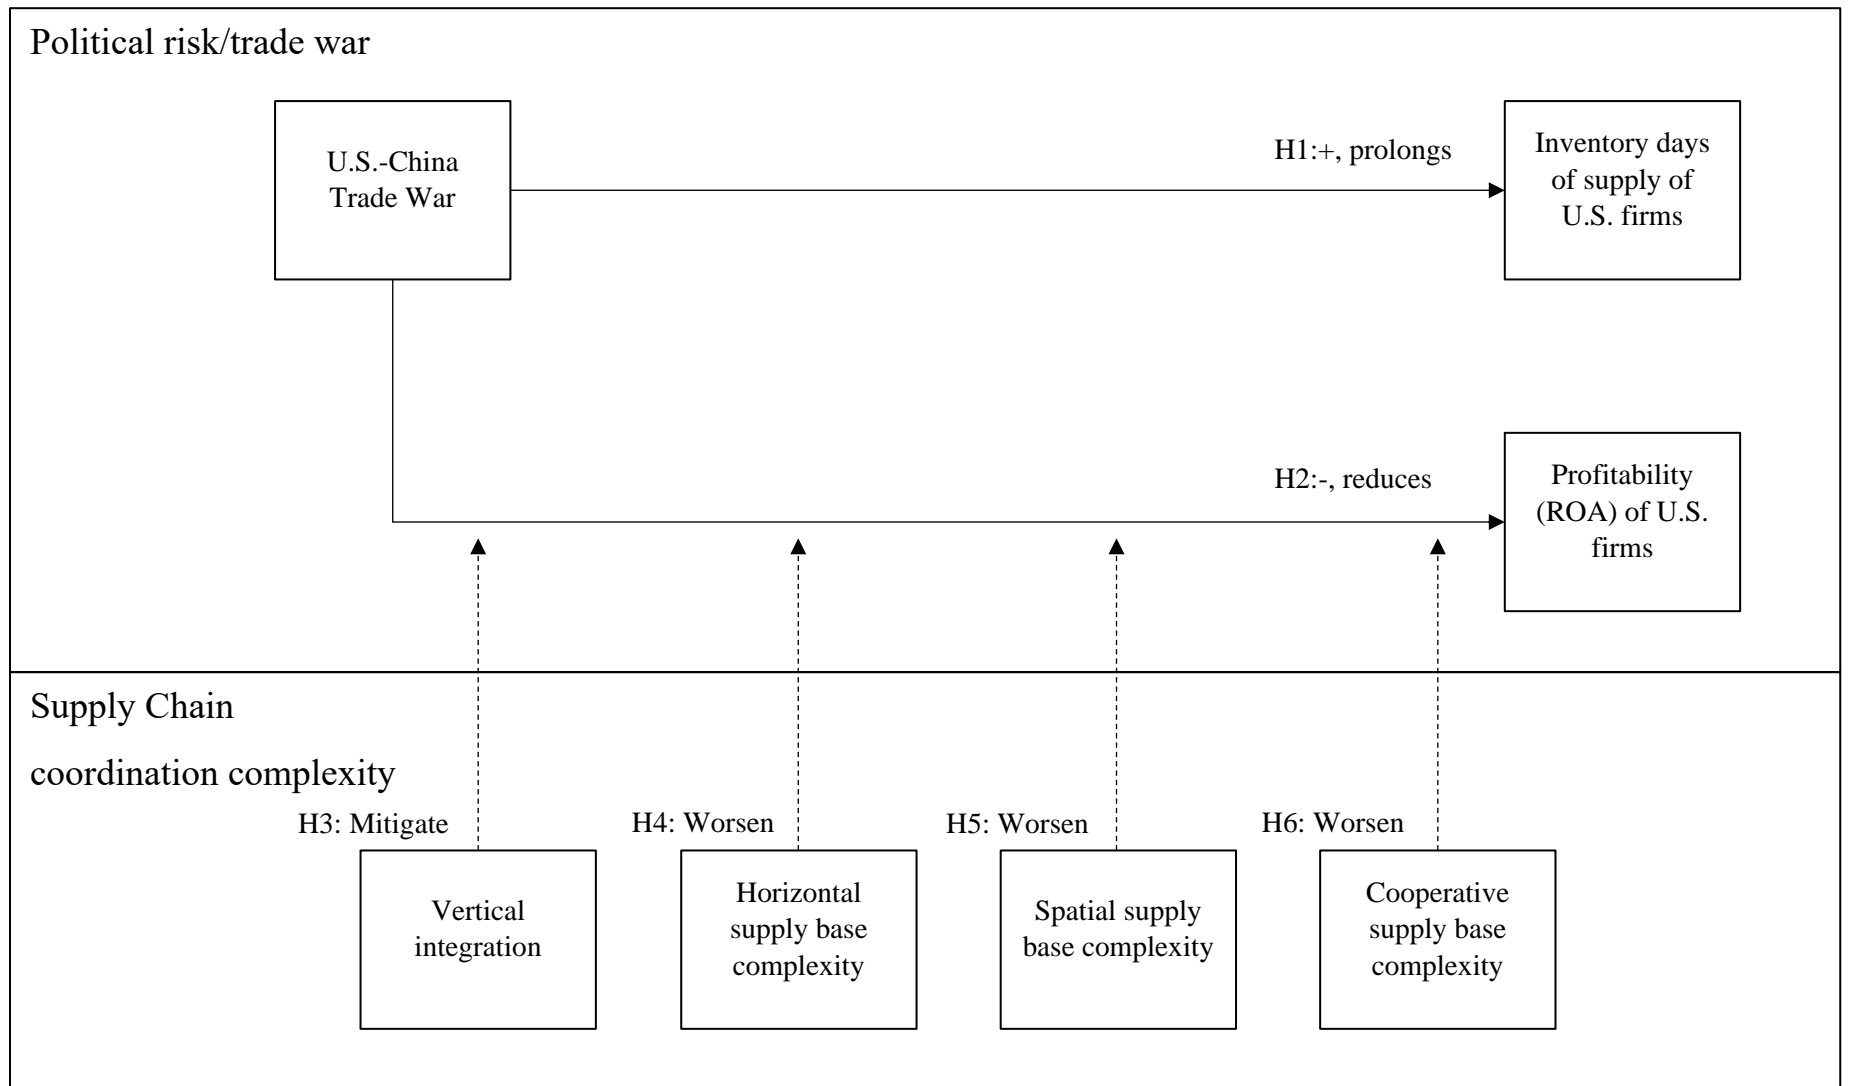 Political risk/trade war
U.S.-China
Trade War
H1:+, prolongs
Inventory days
of supply of
U.S. firms
H2:-, reduces
Profitability
(ROA) of U.S.
firms
Supply Chain
coordination complexity
H3: Mitigate
H4: Worsen
H5: Worsen
H6: Worsen
Vertical
integration
Horizontal
supply base
complexity
Spatial supply
base complexity
Cooperative
supply base
complexity